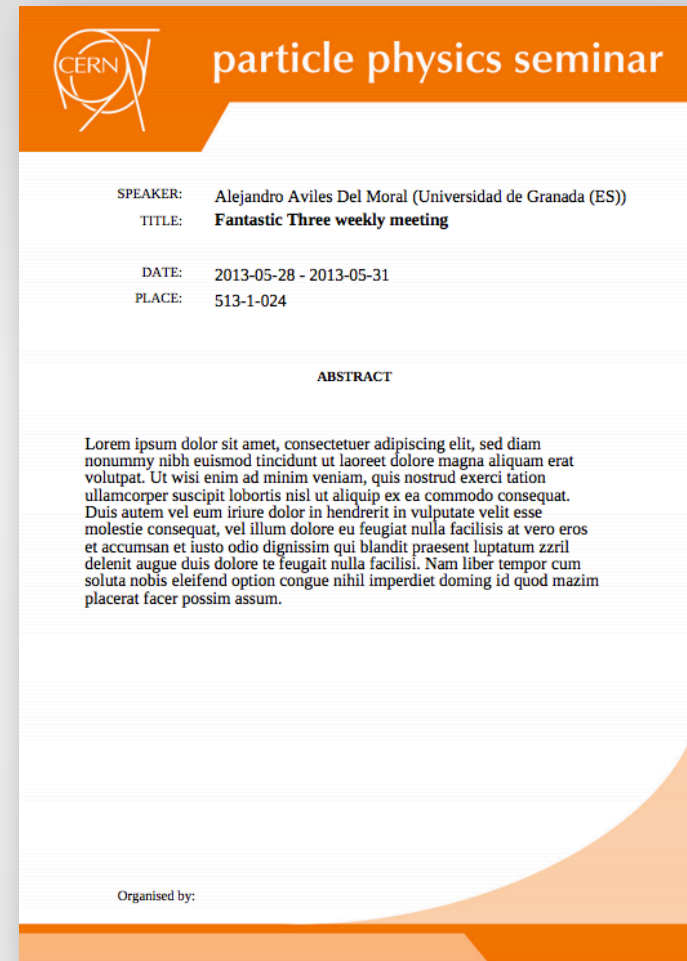 CERN
particle physics seminar
SPEAKER: Alejandro Aviles Del Moral (Universidad de Granada (ES))
TITLE: Fantastic Three weekly meeting
DATE: 2013-05-28 - 2013-05-31
PLACE: 513-1-024
ABSTRACT
Lorem ipsum dolor sit amet, consectetuer adipiscing elit, sed diam
nonummy nibh euismod tincidunt ut laoreet dolore magna aliquam erat
volutpat. Ut wisi enim ad minim veniam, quis nostrud exerci tation
ullamcorper suscipit lobortis nisl ut aliquip ex ea commodo consequat.
Duis autem vel eum iriure dolor in hendrerit in vulputate velit esse
molestie consequat, vel illum dolore eu feugiat nulla facilisis at vero eros
et accumsan et iusto odio dignissim qui blandit praesent luptatum zzril
delenit augue duis dolore te feugait nulla facilisi. Nam liber tempor cum
soluta nobis eleifend option congue nihil imperdiet doming id quod mazim
placerat facer possim assum.
Organised by: